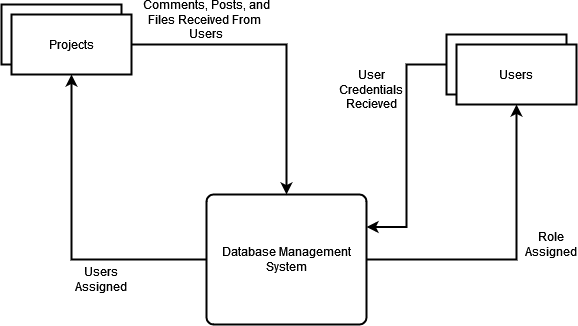 Comments, Posts, and
Files Received From
Users
Projects
Users
User
Credentials
Recieved
Database Management
System
Role
Assigned
Users
Assigned